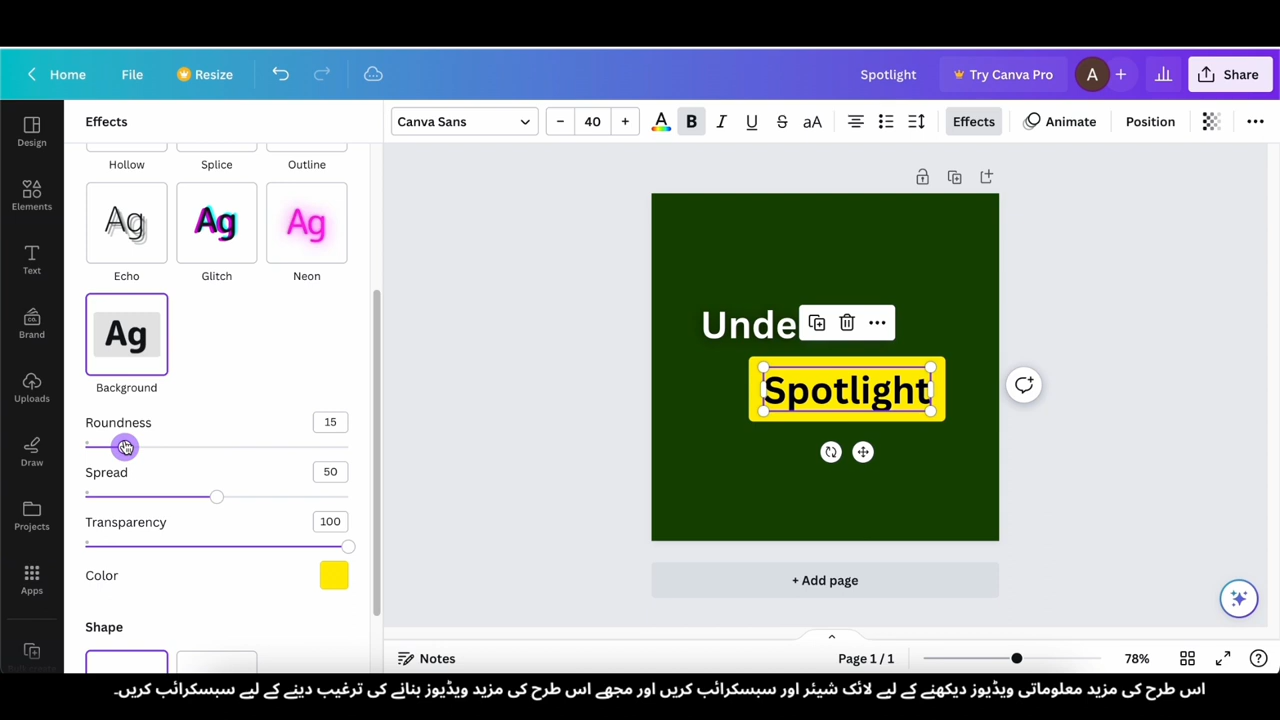 Home File Resize Spotlight Try Canva Pro A Share
Effects Canva Sans 40 B I U S aA Effects Animate Position
Design
Elements
Text
Brand
Uploads
Draw
Projects
Apps
Hollow Splice Outline
Ag Ag Ag
Echo Glitch Neon
Ag
Background
Roundness 15
Spread 50
Transparency 100
Color
Shape
Unde
Spotlight
+ Add page
Notes Page 1 / 1 78%
اس طرح کی مزید معلوماتی ویڈیوز دیکھنے کے لیے لائک شیئر اور سبسکرائب کریں اور مجھے اس طرح کی مزید ویڈیوز بنانے کی ترغیب دینے کے لیے سبسکرائب کریں۔